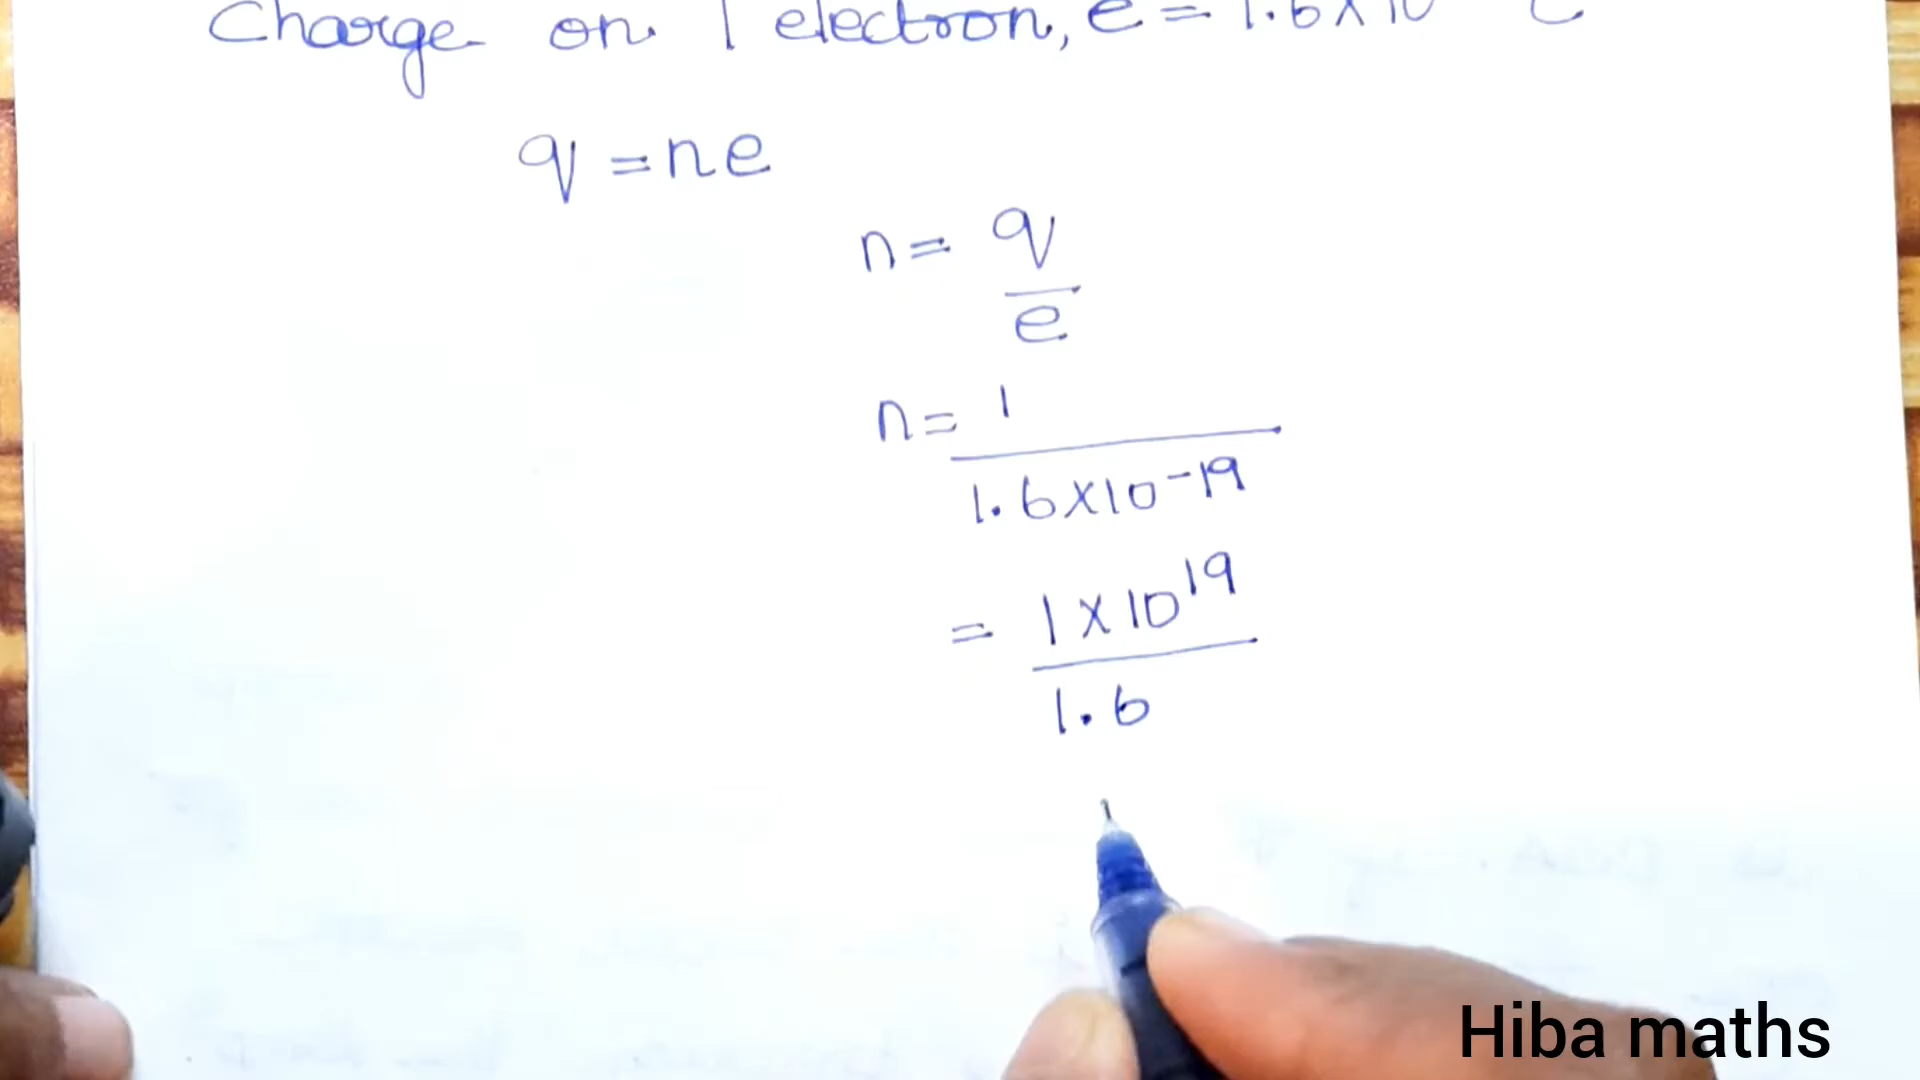 Charge on 1 electron, e = 1.6×10 C
q = ne
n = q
e
n = 1
1.6×10⁻¹⁹
= 1×10¹⁹
1.6
Hiba maths